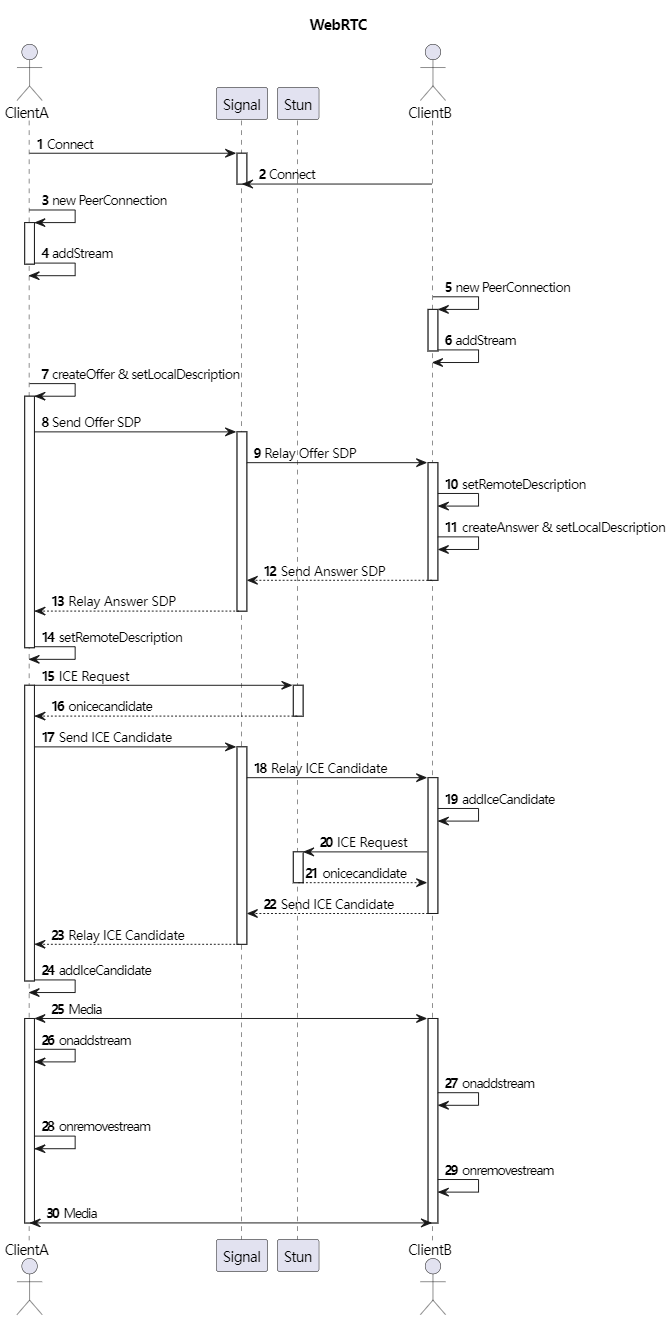 WebRTC
ClientA
Signal
Stun
ClientB
1 Connect
2 Connect
3 new PeerConnection
4 addStream
5 new PeerConnection
6 addStream
7 createOffer & setLocalDescription
8 Send Offer SDP
9 Relay Offer SDP
10 setRemoteDescription
11 createAnswer & setLocalDescription
12 Send Answer SDP
13 Relay Answer SDP
14 setRemoteDescription
15 ICE Request
16 onicecandidate
17 Send ICE Candidate
18 Relay ICE Candidate
19 addIceCandidate
20 ICE Request
21 onicecandidate
22 Send ICE Candidate
23 Relay ICE Candidate
24 addIceCandidate
25 Media
26 onaddstream
27 onaddstream
28 onremovestream
29 onremovestream
30 Media
ClientA
Signal
Stun
ClientB